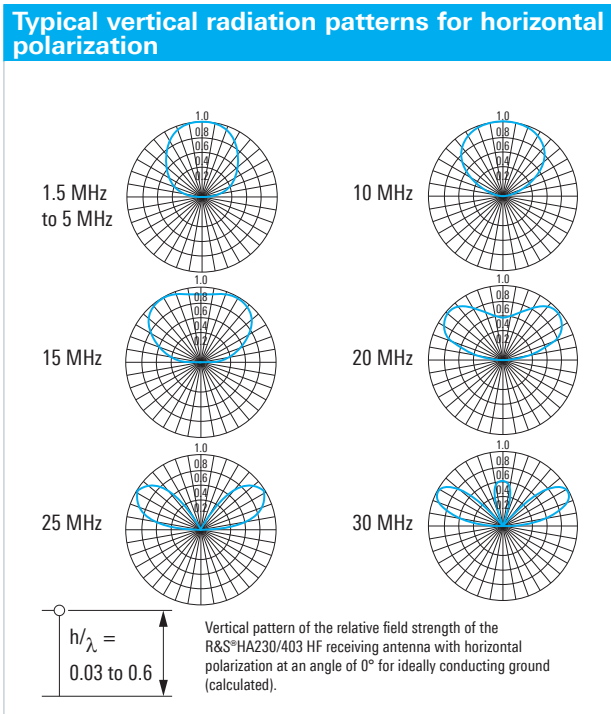 Typical vertical radiation patterns for horizontal
polarization
1.0
0.8
0.6
0.4
0.2
1.5 MHz
to 5 MHz
1.0
0.8
0.6
0.4
0.2
10 MHz
1.0
0.8
0.6
0.4
0.2
15 MHz
1.0
0.8
0.6
0.4
0.2
20 MHz
1.0
0.8
0.6
0.4
0.2
25 MHz
1.0
0.8
0.6
0.4
0.2
30 MHz
h/λ =
0.03 to 0.6
Vertical pattern of the relative field strength of the
R&S®HA230/403 HF receiving antenna with horizontal
polarization at an angle of 0° for ideally conducting ground
(calculated).